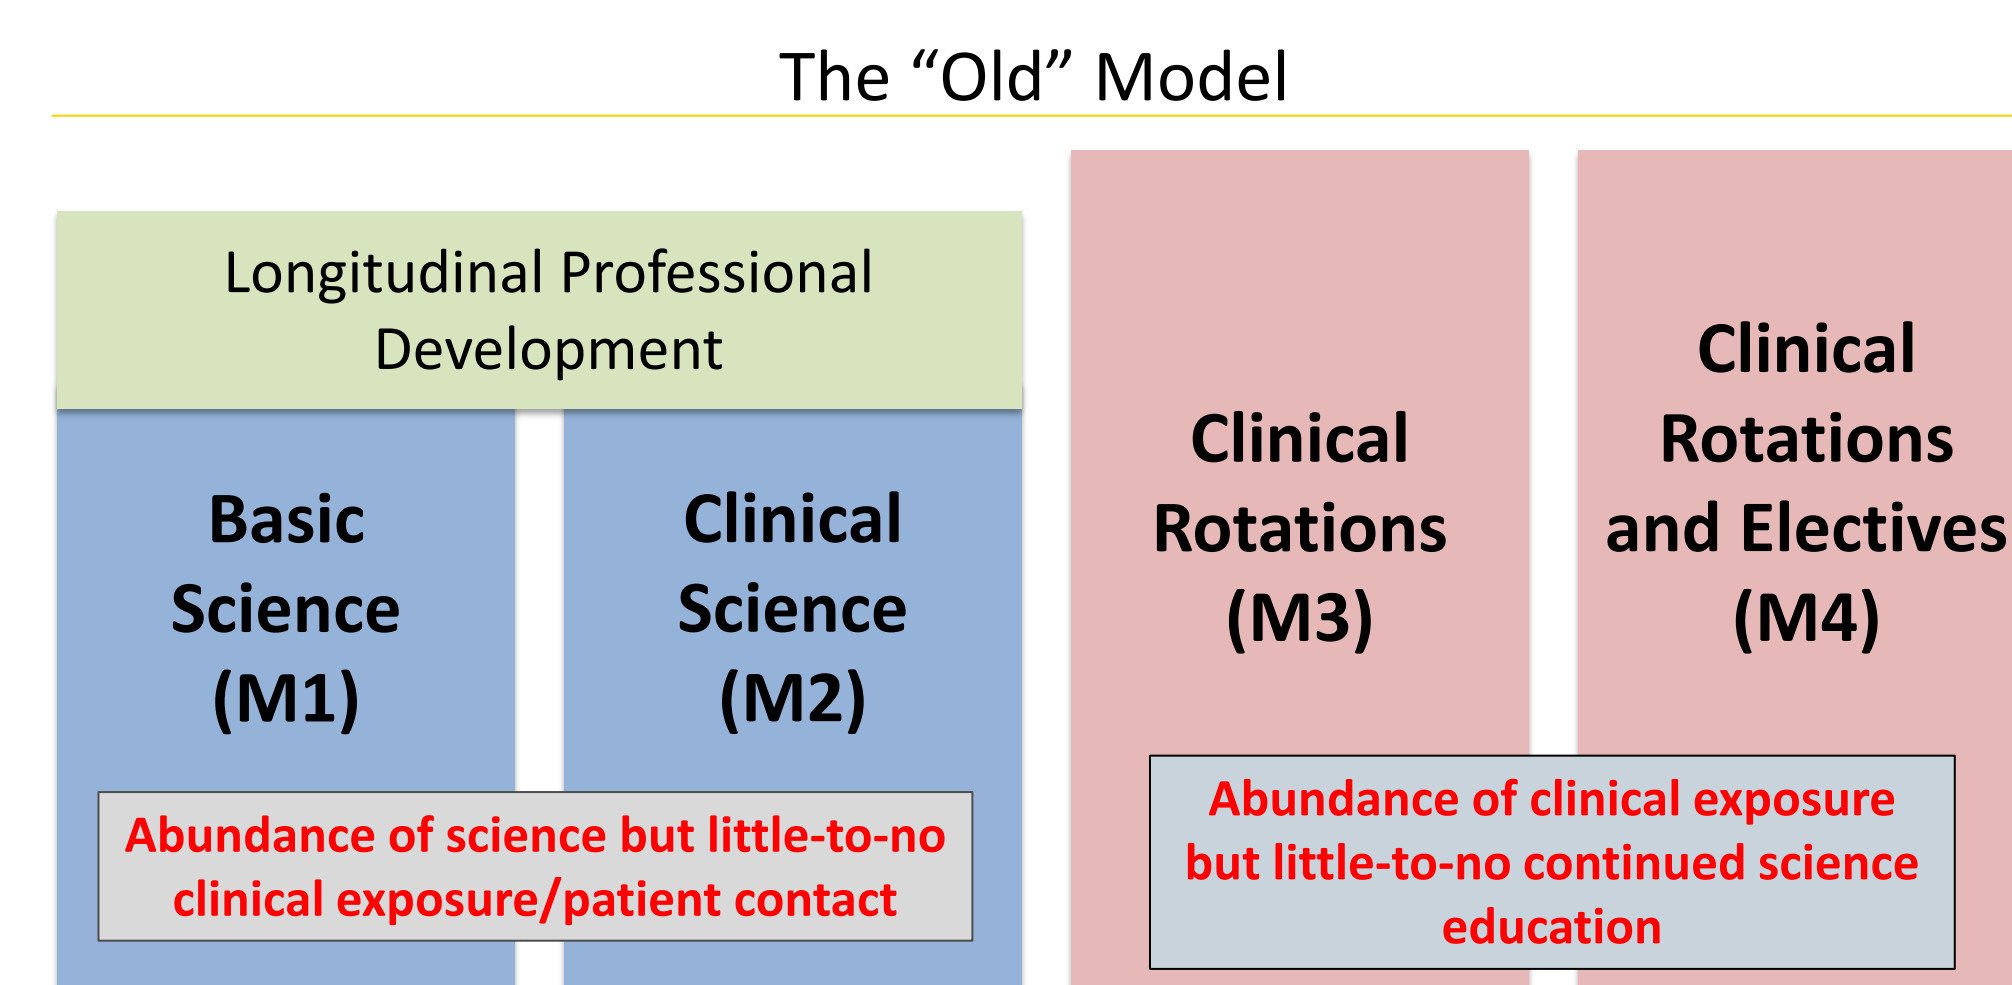 The “Old” Model
Longitudinal Professional
Development
Basic
Science
(M1)
Clinical
Science
(M2)
Abundance of science but little-to-no
clinical exposure/patient contact
Clinical
Rotations
(M3)
Clinical
Rotations
and Electives
(M4)
Abundance of clinical exposure
but little-to-no continued science
education